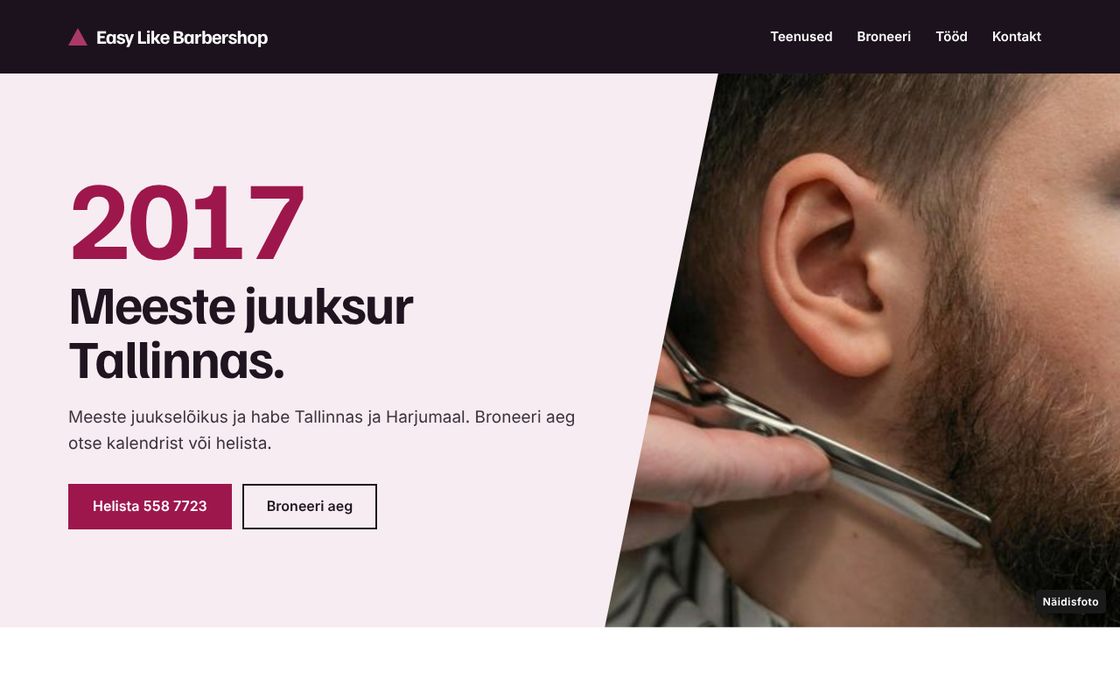 Easy Like Barbershop
Teenused Broneeri Tööd Kontakt
2017
Meeste juuksur
Tallinnas.
Meeste juukselõikus ja habe Tallinnas ja Harjumaal. Broneeri aeg
otse kalendrist või helista.
Helista 558 7723
Broneeri aeg
Näidisfoto